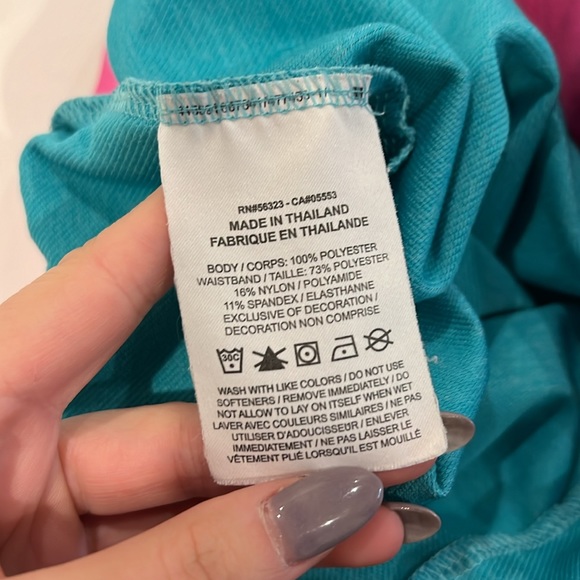 RN#56323 - CA#05553
MADE IN THAILAND
FABRIQUE EN THAILANDE
BODY / CORPS: 100% POLYESTER
WAISTBAND / TAILLE: 73% POLYESTER
16% NYLON / POLYAMIDE
11% SPANDEX / ELASTHANNE
EXCLUSIVE OF DECORATION /
DECORATION NON COMPRISE
30C
WASH WITH LIKE COLORS / DO NOT USE
SOFTENERS / REMOVE IMMEDIATELY / DO
NOT ALLOW TO LAY ON ITSELF WHEN WET
LAVER AVEC COULEURS SIMILAIRES / NE PAS
UTILISER D'ADOUCISSEUR / ENLEVER
IMMÉDIATEMENT / NE PAS LAISSER LE
VÊTEMENT PLIÉ LORSQU'IL EST MOUILLÉ